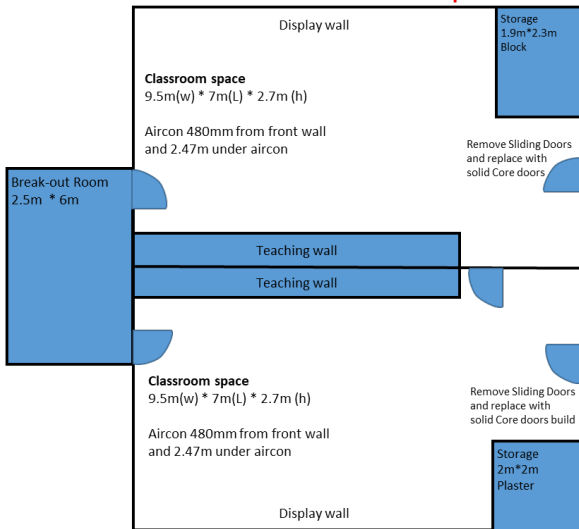 Display wall
Storage
1.9m*2.3m
Block
Classroom space
9.5m(w) * 7m(L) * 2.7m (h)
Aircon 480mm from front wall
and 2.47m under aircon
Remove Sliding Doors
and replace with
solid Core doors
Break-out Room
2.5m * 6m
Teaching wall
Teaching wall
Classroom space
9.5m(w) * 7m(L) * 2.7m (h)
Aircon 480mm from front wall
and 2.47m under aircon
Remove Sliding Doors
and replace with
solid Core doors build
Storage
2m*2m
Plaster
Display wall